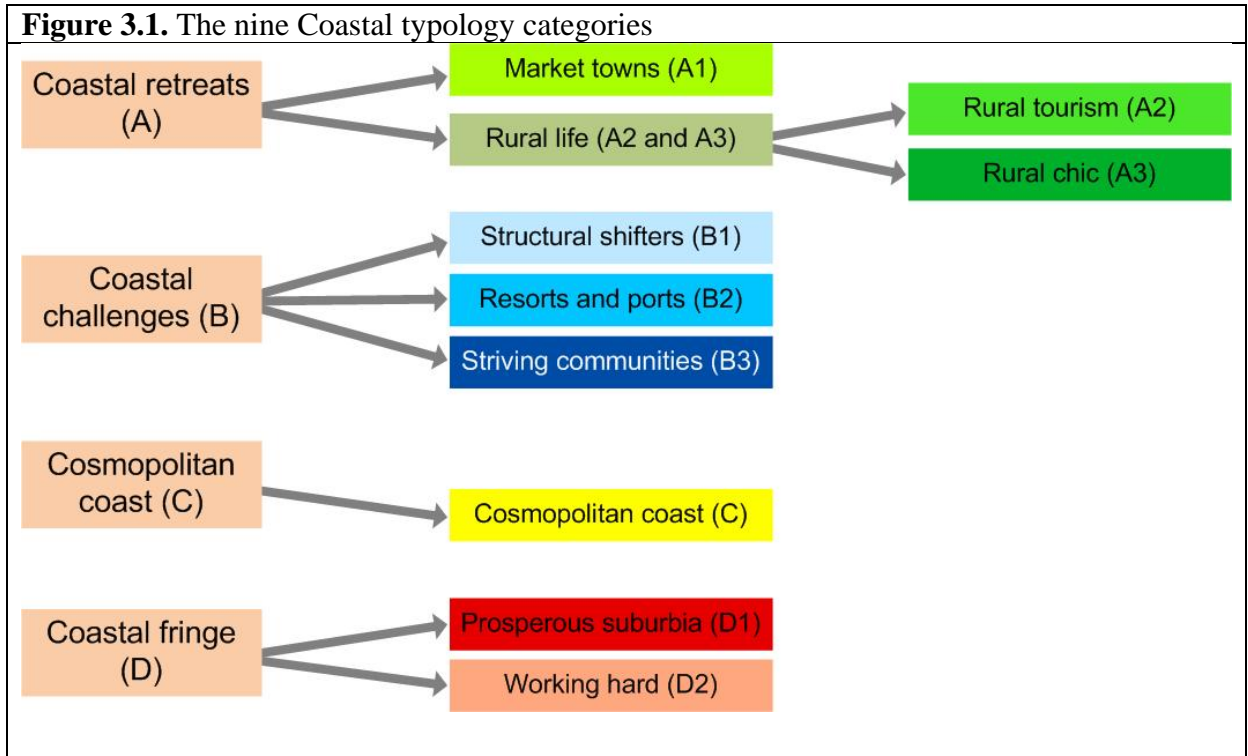 Figure 3.1. The nine Coastal typology categories
Coastal retreats
(A)
Market towns (A1)
Rural life (A2 and A3)
Rural tourism (A2)
Rural chic (A3)
Coastal
challenges (B)
Structural shifters (B1)
Resorts and ports (B2)
Striving communities (B3)
Cosmopolitan
coast (C)
Cosmopolitan coast (C)
Coastal fringe
(D)
Prosperous suburbia (D1)
Working hard (D2)